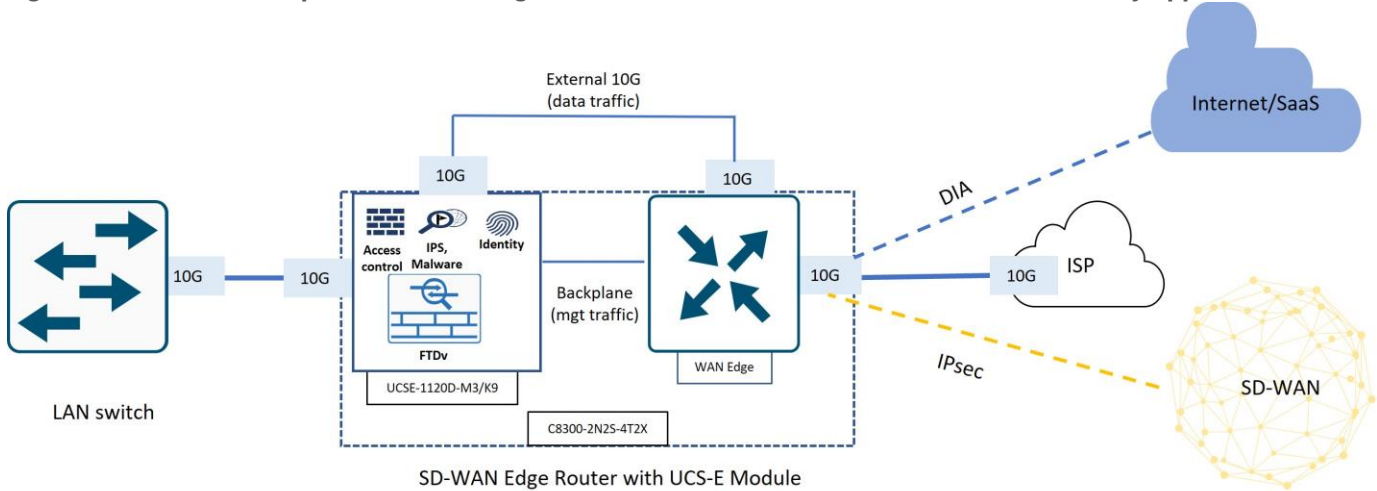 External 10G
(data traffic)
Internet/SaaS
10G
10G
DIA
Access
control
IPS,
Malware
Identity
10G
10G
Backplane
(mgt traffic)
10G
10G
ISP
FTDv
WAN Edge
IPsec
UCSE-1120D-M3/K9
SD-WAN
LAN switch
C8300-2N2S-4T2X
SD-WAN Edge Router with UCS-E Module